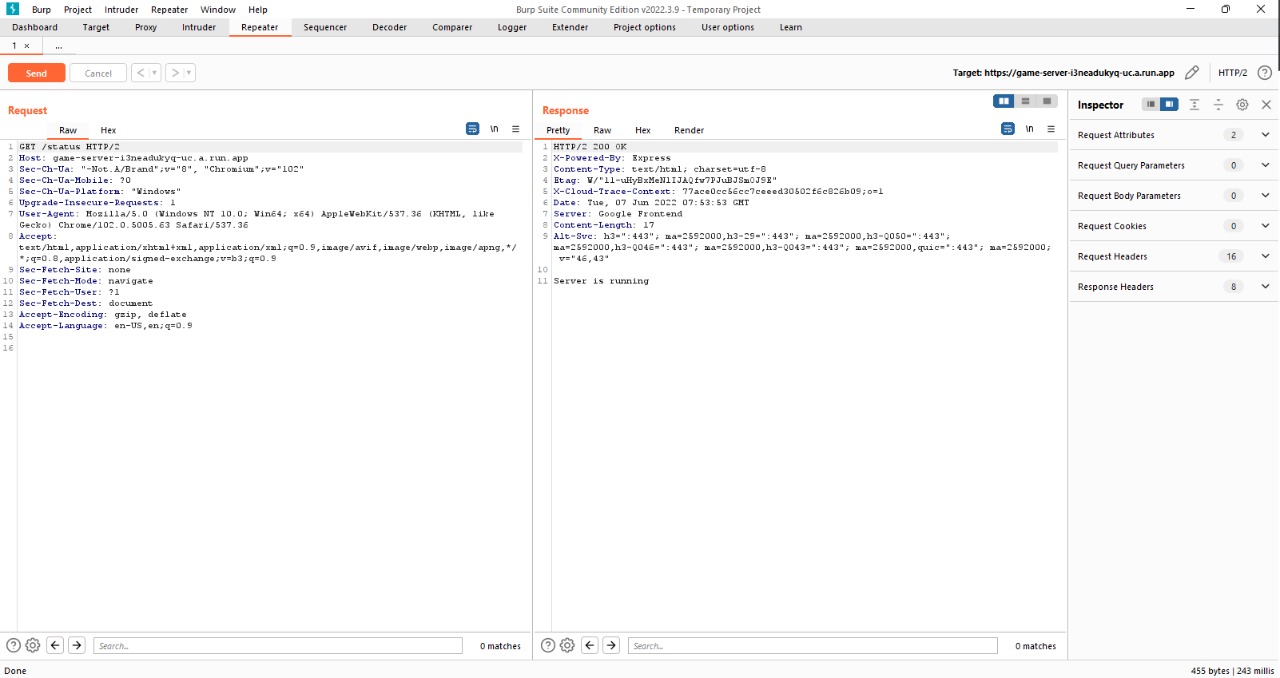 Burp Project Intruder Repeater Window Help
Burp Suite Community Edition v2022.3.9 - Temporary Project
Dashboard Target Proxy Intruder Repeater Sequencer Decoder Comparer Logger Extender Project options User options Learn
1 × ...
Send Cancel < >
Target: https://game-server-i3neadukyq-uc.a.run.app HTTP/2
Request
Raw Hex \n
1 GET /status HTTP/2
2 Host: game-server-i3neadukyq-uc.a.run.app
3 Sec-Ch-Ua: "-Not.A/Brand";v="8", "Chromium";v="102"
4 Sec-Ch-Ua-Mobile: ?0
5 Sec-Ch-Ua-Platform: "Windows"
6 Upgrade-Insecure-Requests: 1
7 User-Agent: Mozilla/5.0 (Windows NT 10.0; Win64; x64) AppleWebKit/537.36 (KHTML, like
Gecko) Chrome/102.0.5005.63 Safari/537.36
8 Accept:
text/html,application/xhtml+xml,application/xml;q=0.9,image/avif,image/webp,image/apng,*/
*;q=0.8,application/signed-exchange;v=b3;q=0.9
9 Sec-Fetch-Site: none
10 Sec-Fetch-Mode: navigate
11 Sec-Fetch-User: ?1
12 Sec-Fetch-Dest: document
13 Accept-Encoding: gzip, deflate
14 Accept-Language: en-US,en;q=0.9
15
16
Search...
0 matches
Response
Pretty Raw Hex Render \n
1 HTTP/2 200 OK
2 X-Powered-By: Express
3 Content-Type: text/html; charset=utf-8
4 Etag:
5 X-Cloud-Trace-Context: 77ace0cc56cc7ceeed30502f6c826b09;o=1
6 Date: Tue, 07 Jun 2022 07:53:53 GMT
7 Server: Google Frontend
8 Content-Length: 17
9 Alt-Svc: h3=":443"; ma=2592000,h3-29=":443"; ma=2592000,h3-Q050=":443";
ma=2592000,h3-Q046=":443"; ma=2592000,h3-Q043=":443"; ma=2592000,quic=":443"; ma=2592000;
v="46,43"
10
11 Server is running
Search...
0 matches
Inspector
Request Attributes 2
Request Query Parameters 0
Request Body Parameters 0
Request Cookies 0
Request Headers 16
Response Headers 8
Done
455 bytes | 243 millis